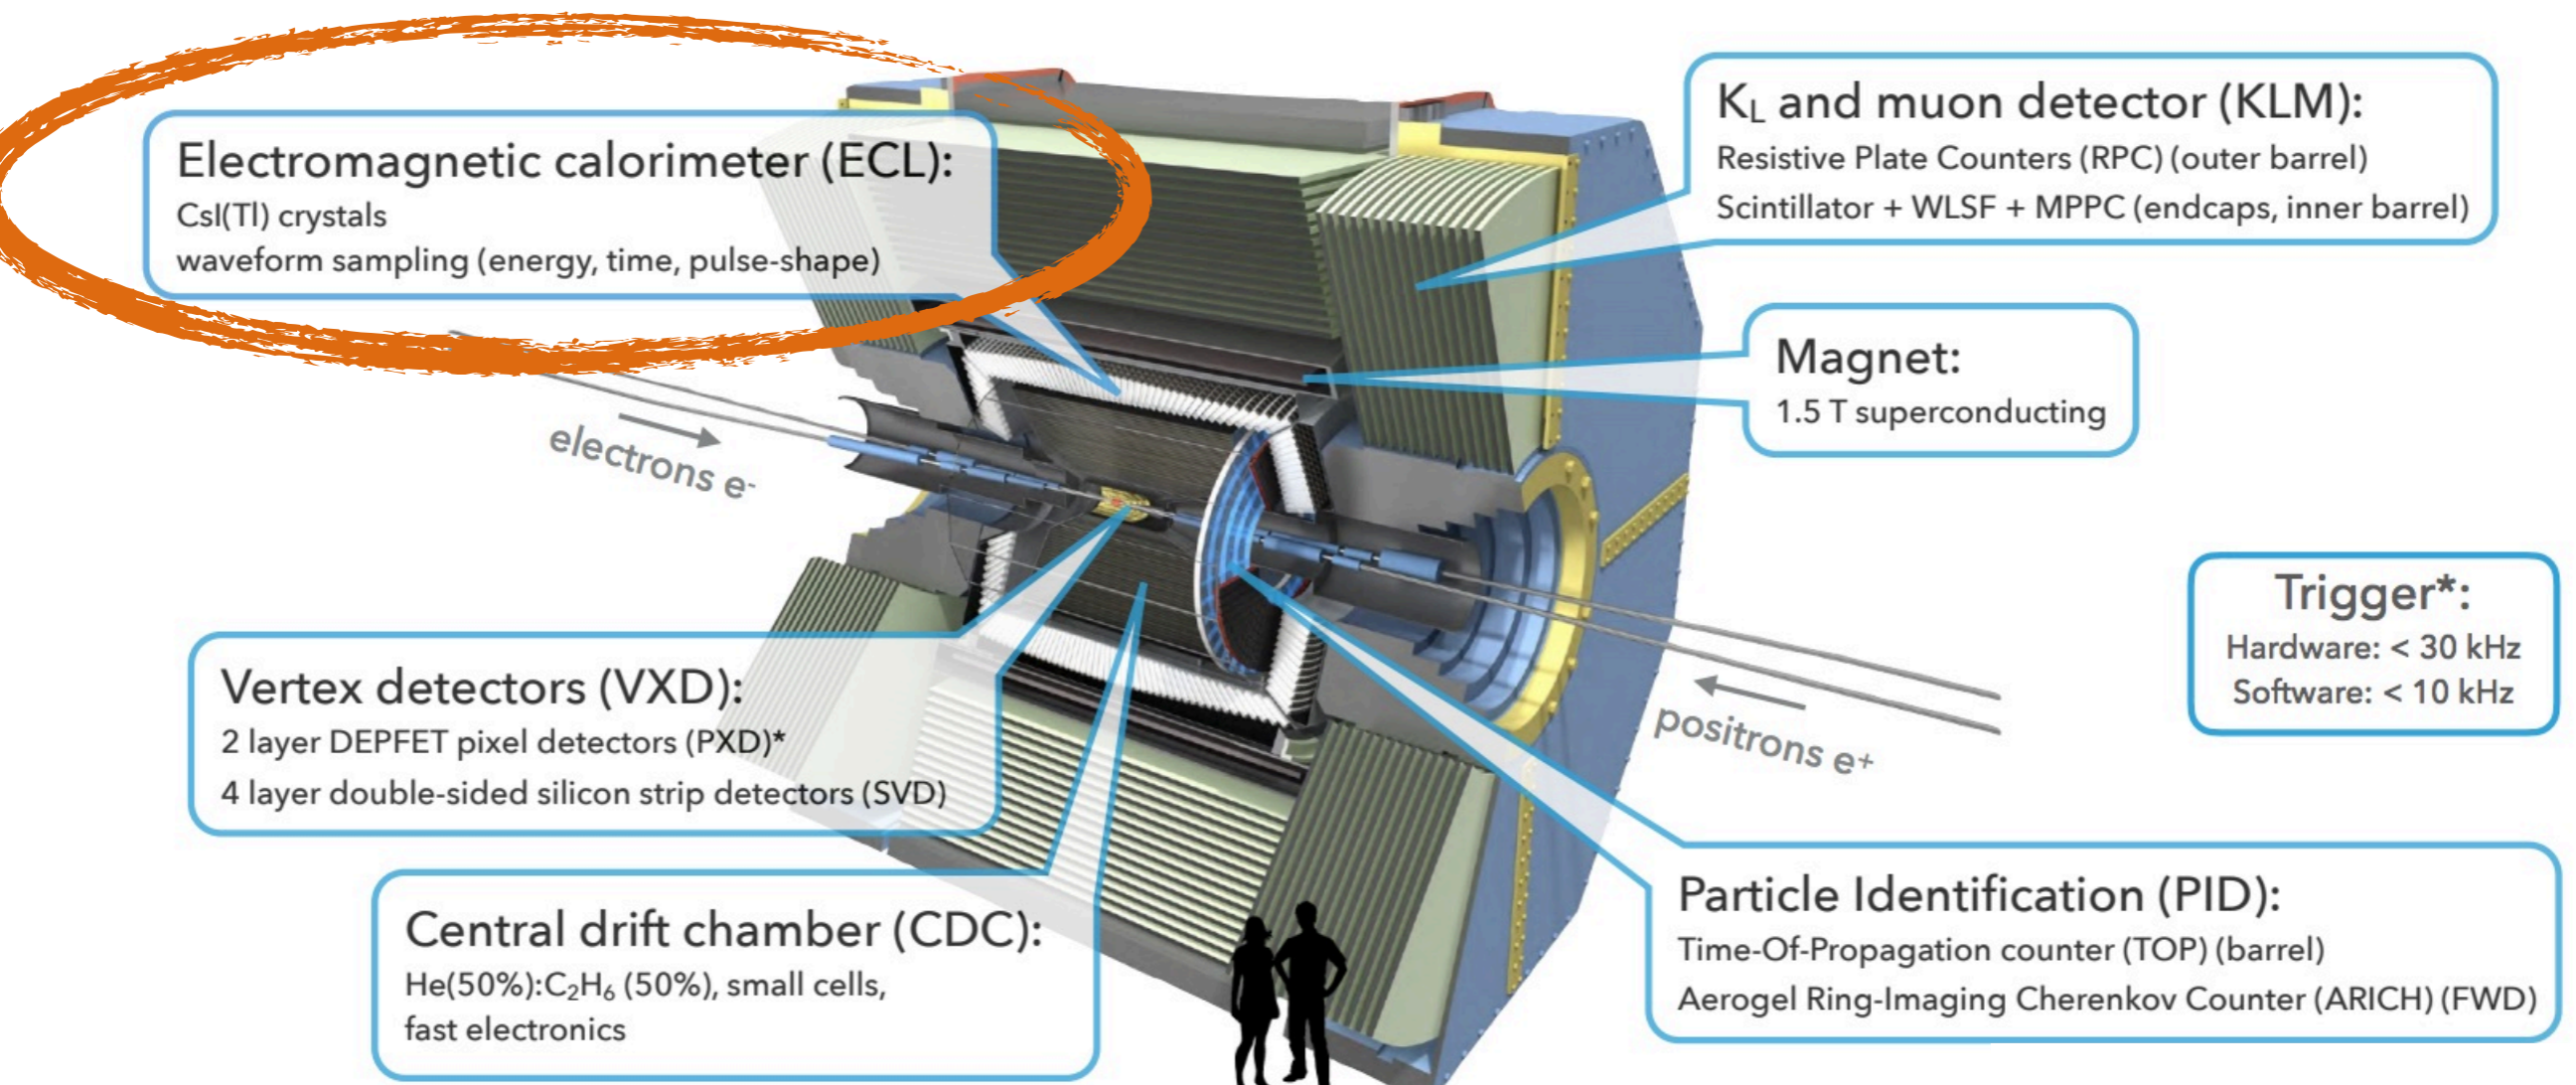 Electromagnetic calorimeter (ECL):
CsI(Tl) crystals
waveform sampling (energy, time, pulse-shape)
K_L and muon detector (KLM):
Resistive Plate Counters (RPC) (outer barrel)
Scintillator + WLSF + MPPC (endcaps, inner barrel)
Magnet:
1.5 T superconducting
electrons e⁻
Trigger*:
Hardware: < 30 kHz
Software: < 10 kHz
positrons e⁺
Vertex detectors (VXD):
2 layer DEPFET pixel detectors (PXD)*
4 layer double-sided silicon strip detectors (SVD)
Central drift chamber (CDC):
He(50%):C₂H₆ (50%), small cells,
fast electronics
Particle Identification (PID):
Time-Of-Propagation counter (TOP) (barrel)
Aerogel Ring-Imaging Cherenkov Counter (ARICH) (FWD)